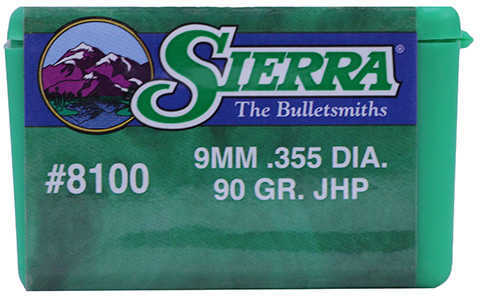 SIERRA®
The Bulletsmiths
#8100
9MM .355 DIA.
90 GR. JHP